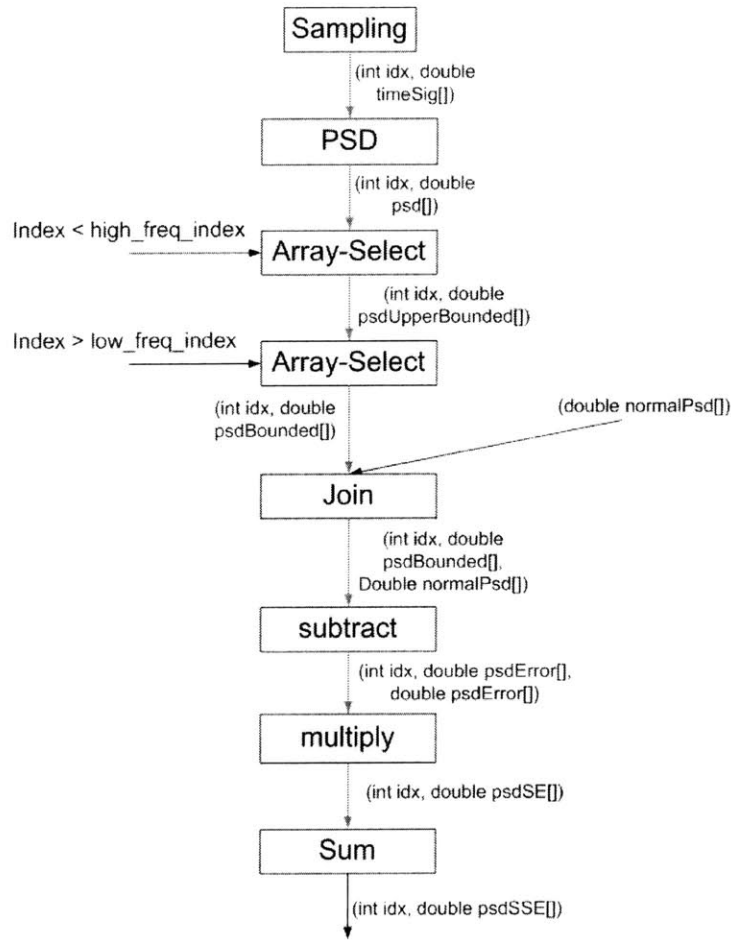 Sampling
(int idx, double
timeSig[])
PSD
(int idx, double
psd[])
Index < high_freq_index
Array-Select
(int idx, double
psdUpperBounded[])
Index > low_freq_index
Array-Select
(int idx, double
psdBounded[])
(double normalPsd[])
Join
(int idx, double
psdBounded[],
Double normalPsd[])
subtract
(int idx, double psdError[],
double psdError[])
multiply
(int idx, double psdSE[])
Sum
(int idx, double psdSSE[])